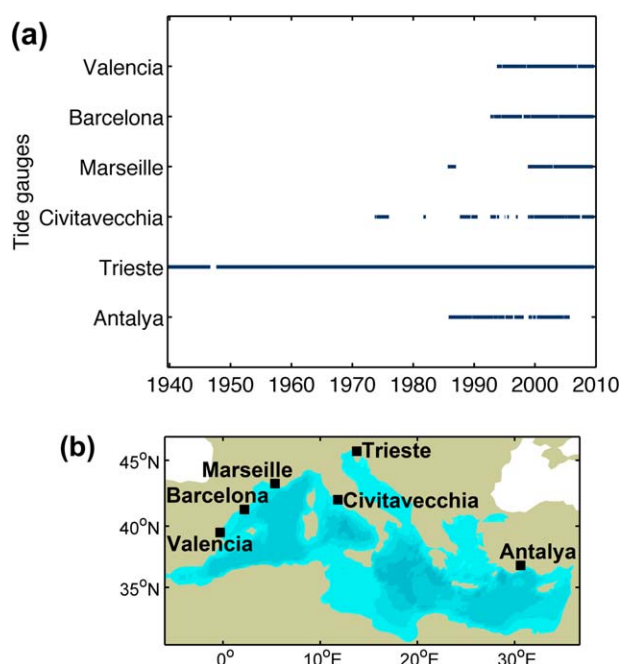 (a)
Tide gauges
Valencia
Barcelona
Marseille
Civitavecchia
Trieste
Antalya
1940 1950 1960 1970 1980 1990 2000 2010
(b)
45°N
40°N
35°N
Trieste
Marseille
Barcelona
Civitavecchia
Valencia
Antalya
0° 10°E 20°E 30°E